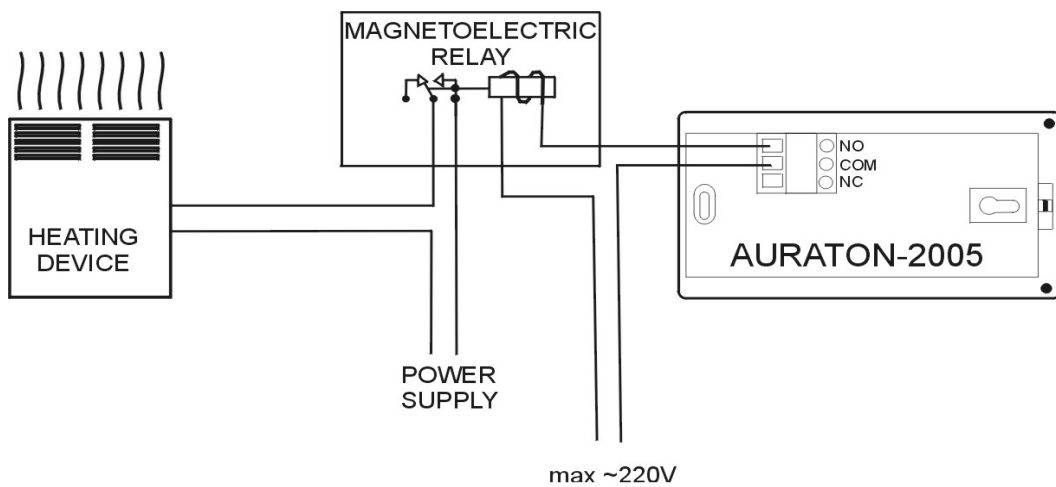 MAGNETOELECTRIC
RELAY
NO
COM
NC
HEATING
DEVICE
AURATON-2005
POWER
SUPPLY
max ~220V